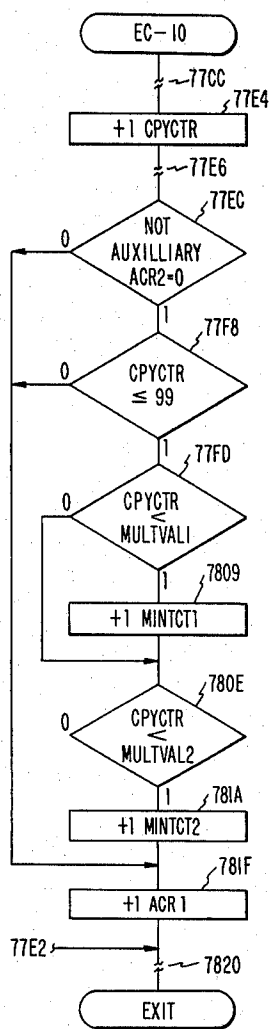 EC-10
77CC
77E4
+1 CPYCTR
77E6
77EC
NOT
AUXILLIARY
ACR2=0
0
1
77F8
CPYCTR
≦ 99
0
1
77FD
CPYCTR
<
MULTVAL1
0
1
7809
+1 MINTCT1
780E
CPYCTR
<
MULTVAL2
0
1
781A
+1 MINTCT2
781F
+1 ACR1
77E2
7820
EXIT